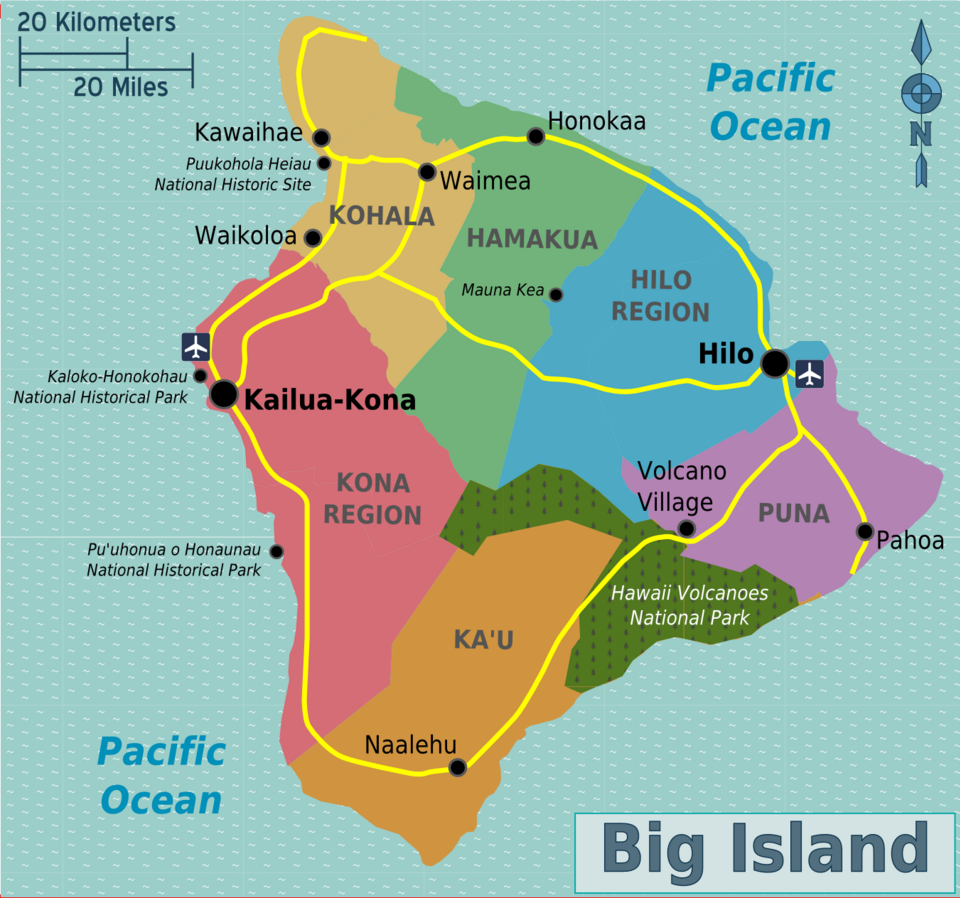 20 Kilometers
20 Miles
Pacific
Ocean
N
Kawaihae
Honokaa
Puukohola Heiau
National Historic Site
Waimea
KOHALA
Waikoloa
HAMAKUA
Mauna Kea
HILO
REGION
Hilo
Kaloko-Honokohau
National Historical Park
Kailua-Kona
KONA
REGION
Volcano
Village
PUNA
Pahoa
Pu'uhonua o Honaunau
National Historical Park
Hawaii Volcanoes
National Park
KA'U
Naalehu
Pacific
Ocean
Big Island